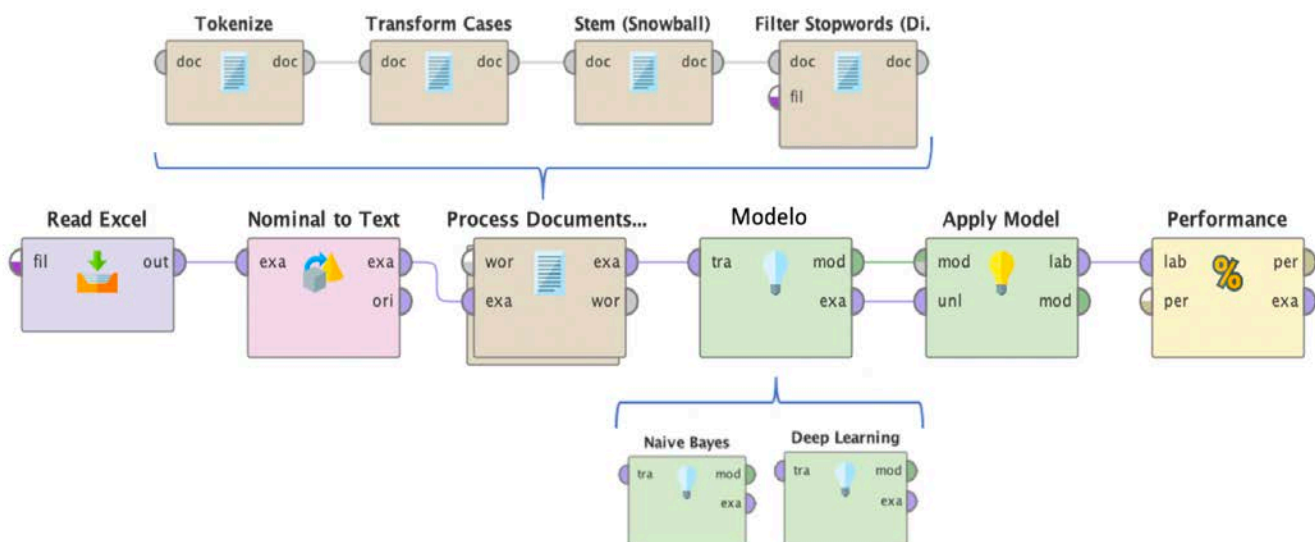 Tokenize Transform Cases Stem (Snowball) Filter Stopwords (Di.
doc doc doc doc doc doc doc doc
fil
Read Excel Nominal to Text Process Documents... Modelo Apply Model Performance
fil out exa exa wor exa tra mod mod lab lab per
ori exa wor exa unl mod per exa
Naive Bayes Deep Learning
tra mod tra mod
exa exa